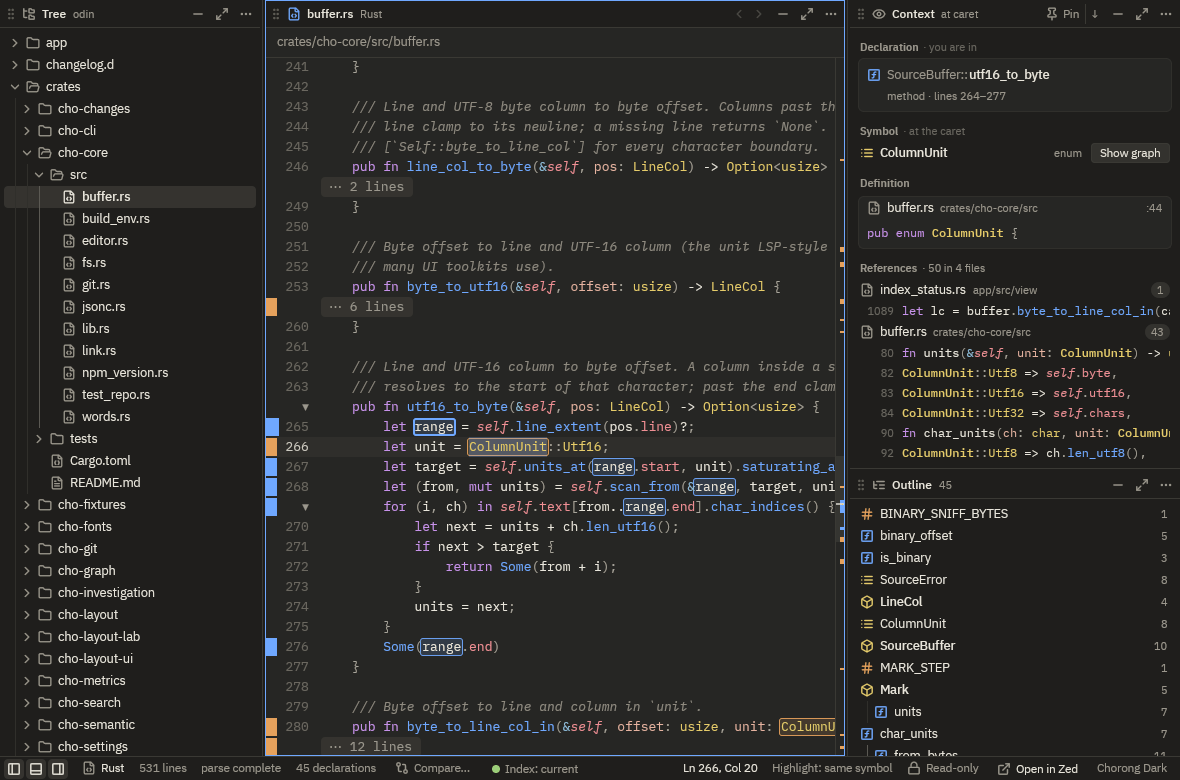 Tree odin
app
changelog.d
crates
cho-changes
cho-cli
cho-core
src
buffer.rs
build_env.rs
editor.rs
fs.rs
git.rs
jsonc.rs
lib.rs
link.rs
npm_version.rs
test_repo.rs
words.rs
tests
Cargo.toml
README.md
cho-fixtures
cho-fonts
cho-git
cho-graph
cho-investigation
cho-layout
cho-layout-lab
cho-layout-ui
cho-metrics
cho-search
cho-semantic
cho-settings
buffer.rs Rust
crates/cho-core/src/buffer.rs
241 }
242
243 /// Line and UTF-8 byte column to byte offset. Columns past th
244 /// line clamp to its newline; a missing line returns `None`.
245 /// [`Self::byte_to_line_col`] for every character boundary.
246 pub fn line_col_to_byte(&self, pos: LineCol) -> Option<usize>
··· 2 lines
249 }
250
251 /// Byte offset to line and UTF-16 column (the unit LSP-style
252 /// many UI toolkits use).
253 pub fn byte_to_utf16(&self, offset: usize) -> LineCol {
··· 6 lines
260 }
261
262 /// Line and UTF-16 column to byte offset. A column inside a s
263 /// resolves to the start of that character; past the end clam
pub fn utf16_to_byte(&self, pos: LineCol) -> Option<usize> {
265 let range = self.line_extent(pos.line)?;
266 let unit = ColumnUnit::Utf16;
267 let target = self.units_at(range.start, unit).saturating_a
268 let (from, mut units) = self.scan_from(&range, target, uni
for (i, ch) in self.text[from..range.end].char_indices() {
270 let next = units + ch.len_utf16();
271 if next > target {
272 return Some(from + i);
273 }
274 units = next;
275 }
276 Some(range.end)
277 }
278
279 /// Byte offset to line and column in `unit`.
280 pub fn byte_to_line_col_in(&self, offset: usize, unit: ColumnU
··· 12 lines
Context at caret Pin
Declaration · you are in
SourceBuffer::utf16_to_byte
method · lines 264–277
Symbol · at the caret
ColumnUnit enum Show graph
Definition
buffer.rs crates/cho-core/src :44
pub enum ColumnUnit {
References · 50 in 4 files
index_status.rs app/src/view 1
1089 let lc = buffer.byte_to_line_col_in(c
buffer.rs crates/cho-core/src 43
80 fn units(&self, unit: ColumnUnit) ->
82 ColumnUnit::Utf8 => self.byte,
83 ColumnUnit::Utf16 => self.utf16,
84 ColumnUnit::Utf32 => self.chars,
90 fn char_units(ch: char, unit: ColumnU
92 ColumnUnit::Utf8 => ch.len_utf8(),
Outline 45
BINARY_SNIFF_BYTES 1
binary_offset 5
is_binary 3
SourceError 8
LineCol 4
ColumnUnit 8
SourceBuffer 10
MARK_STEP 1
Mark 5
units 7
char_units 7
from_bytes
Rust 531 lines parse complete 45 declarations Compare... Index: current Ln 266, Col 20 Highlight: same symbol Read-only Open in Zed Chorong Dark